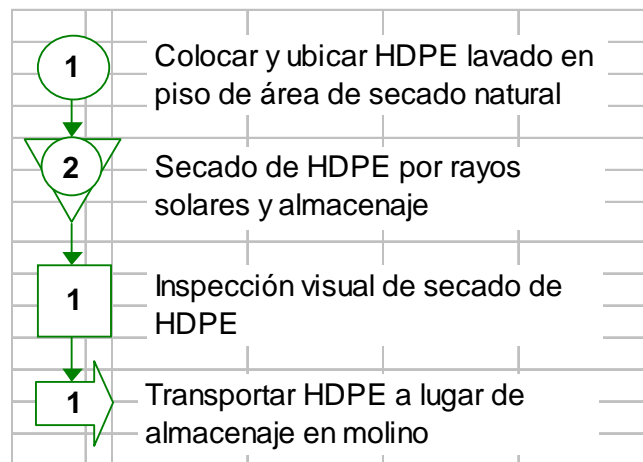 1
Colocar y ubicar HDPE lavado en
piso de área de secado natural
2
Secado de HDPE por rayos
solares y almacenaje
1
Inspección visual de secado de
HDPE
1
Transportar HDPE a lugar de
almacenaje en molino